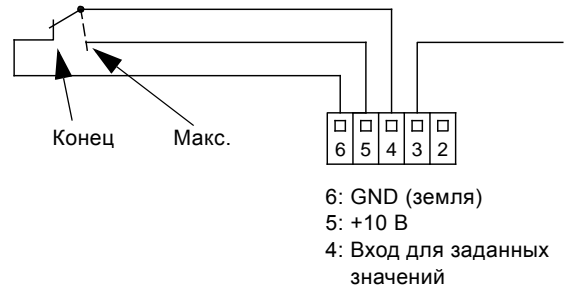 Конец Макс.
6 5 4 3 2
6: GND (земля)
5: +10 В
4: Вход для заданных
значений